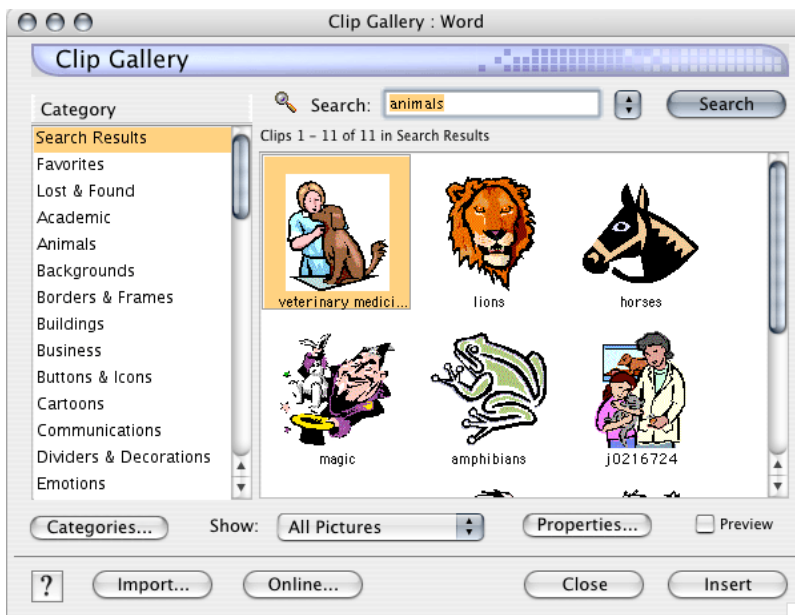 Clip Gallery : Word
Clip Gallery
Category
Search Results
Favorites
Lost & Found
Academic
Animals
Backgrounds
Borders & Frames
Buildings
Business
Buttons & Icons
Cartoons
Communications
Dividers & Decorations
Emotions
Search: animals Search
Clips 1 - 11 of 11 in Search Results
veterinary medici... lions horses
magic amphibians j0216724
Categories... Show: All Pictures Properties... Preview
? Import... Online... Close Insert